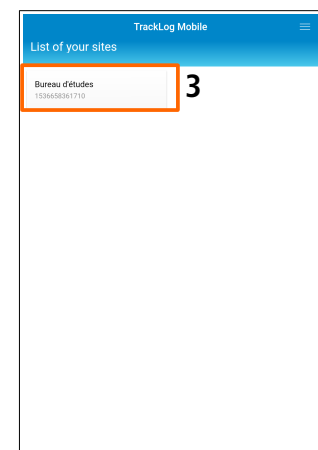 TrackLog Mobile
List of your sites
Bureau d'études
1536658361710
3